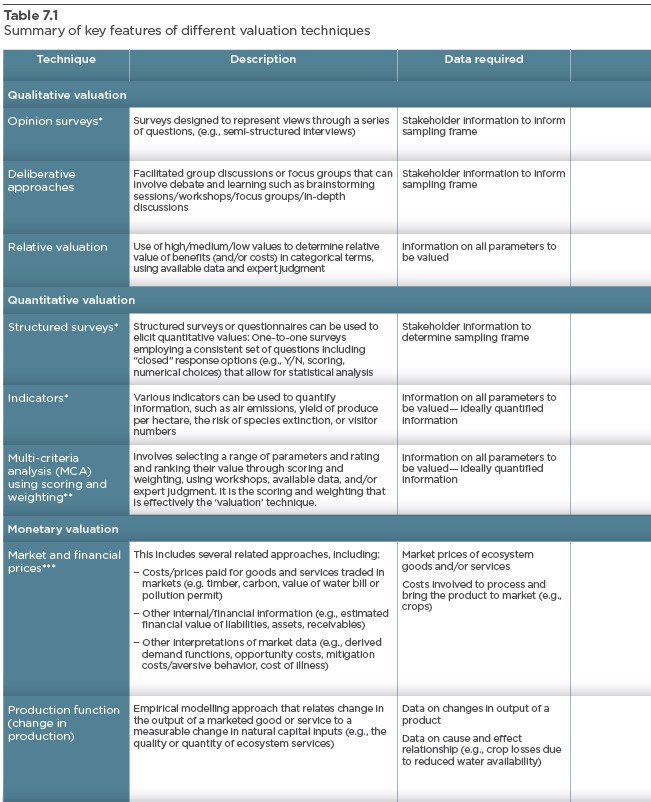 Table 7.1
Summary of key features of different valuation techniques
Technique
Description
Data required
Qualitative valuation
Opinion surveys*
Surveys designed to represent views through a series
of questions, (e.g., semi-structured interviews)
Stakeholder information to inform
sampling frame
Deliberative
approaches
Facilitated group discussions or focus groups that can
involve debate and learning such as brainstorming
sessions/workshops/focus groups/in-depth
discussions
Stakeholder information to inform
sampling frame
Relative valuation
Use of high/medium/low values to determine relative
value of benefits (and/or costs) in categorical terms,
using available data and expert judgment
Information on all parameters to
be valued
Quantitative valuation
Structured surveys*
Structured surveys or questionnaires can be used to
elicit quantitative values: One-to-one surveys
employing a consistent set of questions including
"closed" response options (e.g., Y/N, scoring,
numerical choices) that allow for statistical analysis
Stakeholder information to
determine sampling frame
Indicators*
Various indicators can be used to quantify
information, such as air emissions, yield of produce
per hectare, the risk of species extinction, or visitor
numbers
Information on all parameters to
be valued— ideally quantified
information
Multi-criteria
analysis (MCA)
using scoring and
weighting**
Involves selecting a range of parameters and rating
and ranking their value through scoring and
weighting, using workshops, available data, and/or
expert judgment. It is the scoring and weighting that
is effectively the 'valuation' technique.
Information on all parameters to
be valued— ideally quantified
information
Monetary valuation
Market and financial
prices***
This includes several related approaches, including:
– Costs/prices paid for goods and services traded in
markets (e.g. timber, carbon, value of water bill or
pollution permit)
– Other internal/financial information (e.g., estimated
financial value of liabilities, assets, receivables)
– Other interpretations of market data (e.g., derived
demand functions, opportunity costs, mitigation
costs/aversive behavior, cost of illness)
Market prices of ecosystem
goods and/or services
Costs involved to process and
bring the product to market (e.g.,
crops)
Production function
(change in
production)
Empirical modelling approach that relates change in
the output of a marketed good or service to a
measurable change in natural capital inputs (e.g., the
quality or quantity of ecosystem services)
Data on changes in output of a
product
Data on cause and effect
relationship (e.g., crop losses due
to reduced water availability)